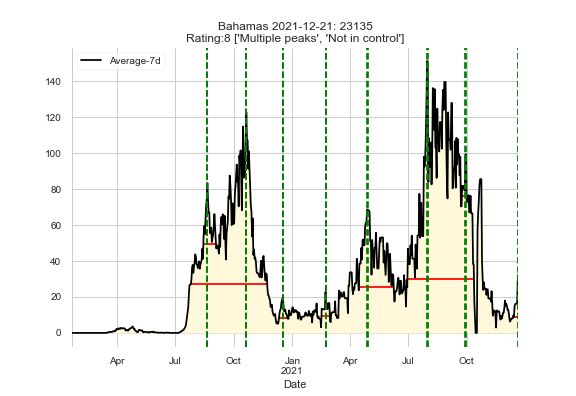 Bahamas 2021-12-21: 23135
Rating:8 ['Multiple peaks', 'Not in control']
Average-7d
140
120
100
80
60
40
20
0
Apr Jul Oct Jan Apr Jul Oct
2021
Date